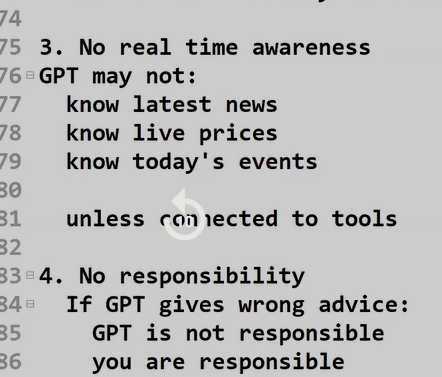 74
75 3. No real time awareness
76 GPT may not:
77 know latest news
78 know live prices
79 know today's events
80
81 unless connected to tools
82
83 4. No responsibility
84 If GPT gives wrong advice:
85 GPT is not responsible
86 you are responsible